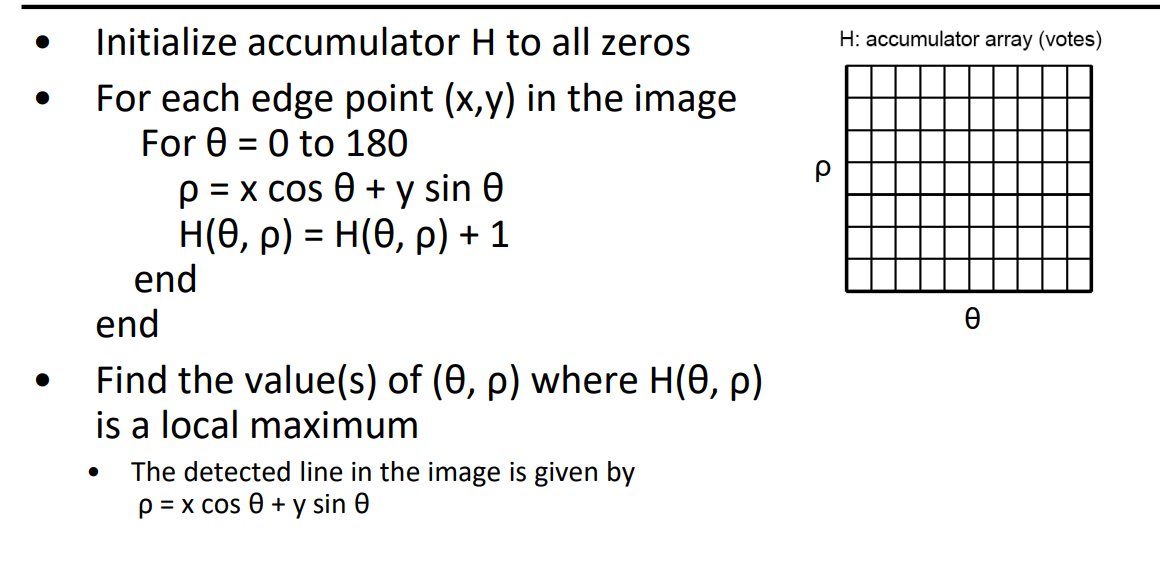 • Initialize accumulator H to all zeros
• For each edge point (x,y) in the image
For θ = 0 to 180
ρ = x cos θ + y sin θ
H(θ, ρ) = H(θ, ρ) + 1
end
end
• Find the value(s) of (θ, ρ) where H(θ, ρ)
is a local maximum
• The detected line in the image is given by
ρ = x cos θ + y sin θ
H: accumulator array (votes)
ρ
θ